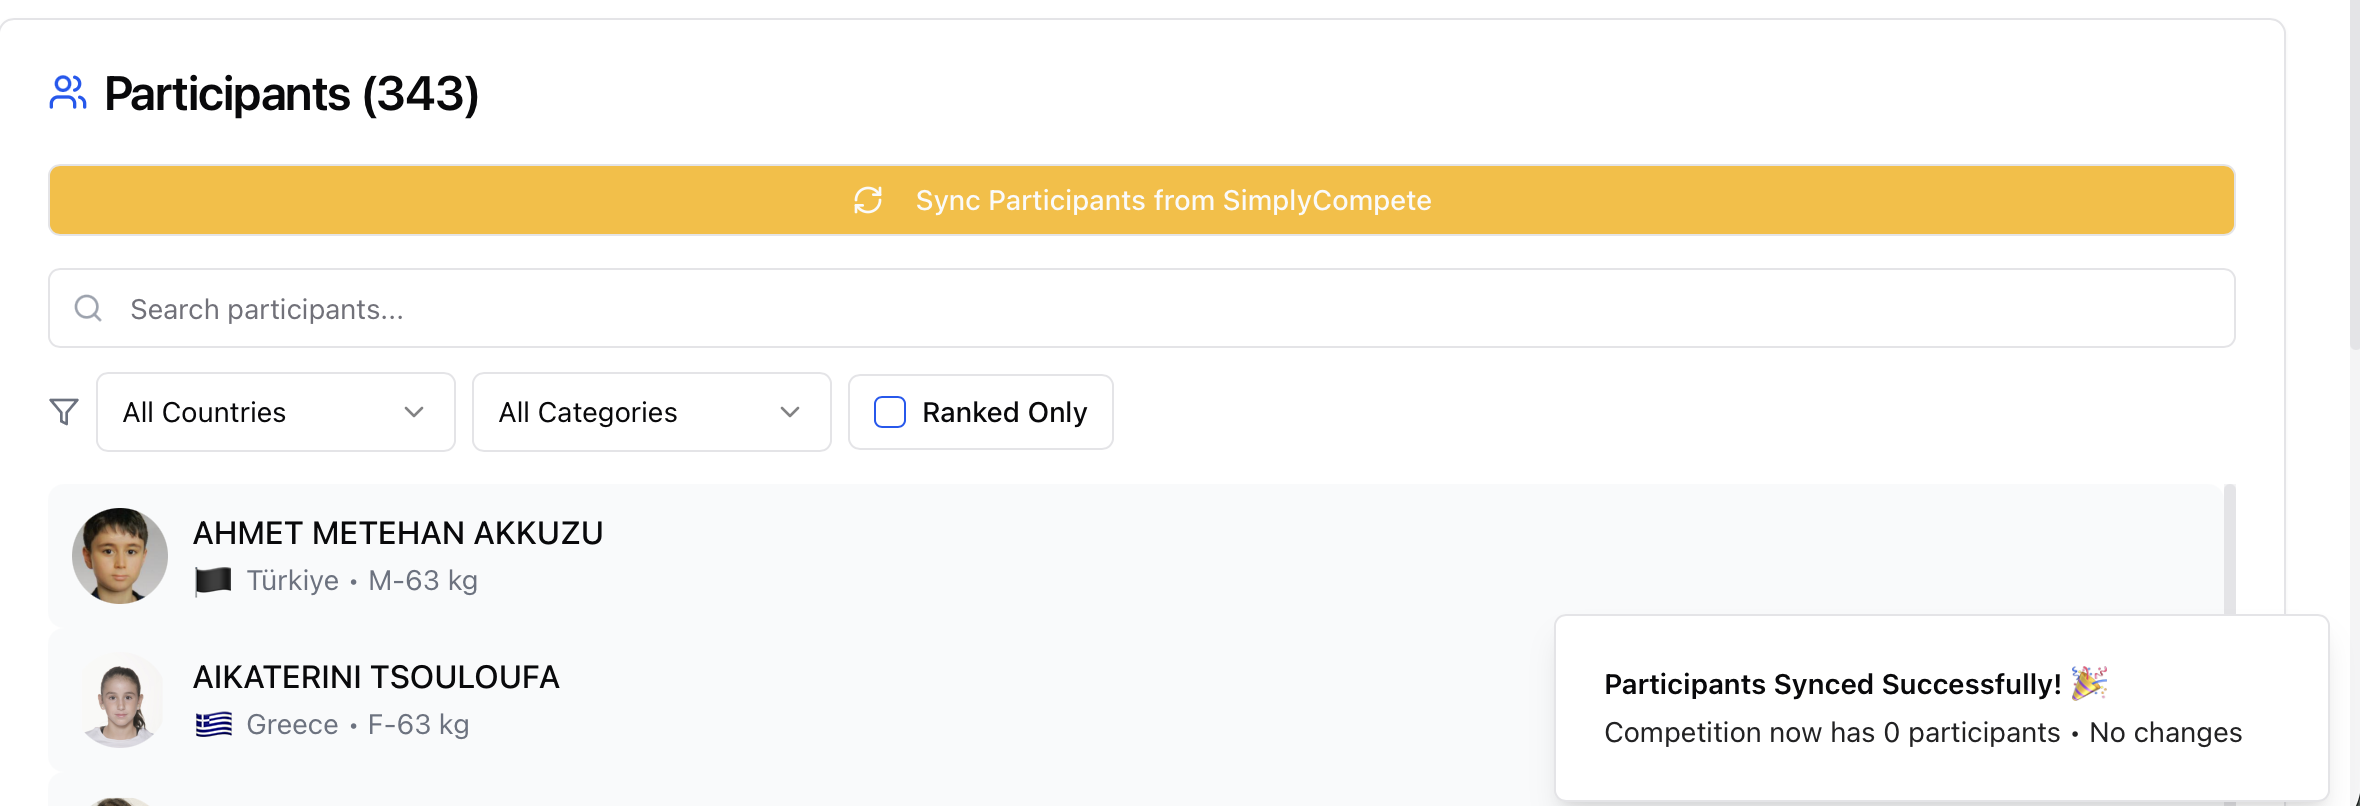 Participants (343)
Sync Participants from SimplyCompete
Search participants...
All Countries
All Categories
Ranked Only
AHMET METEHAN AKKUZU
Türkiye • M-63 kg
AIKATERINI TSOULOUFA
Greece • F-63 kg
Participants Synced Successfully! 🎉
Competition now has 0 participants • No changes